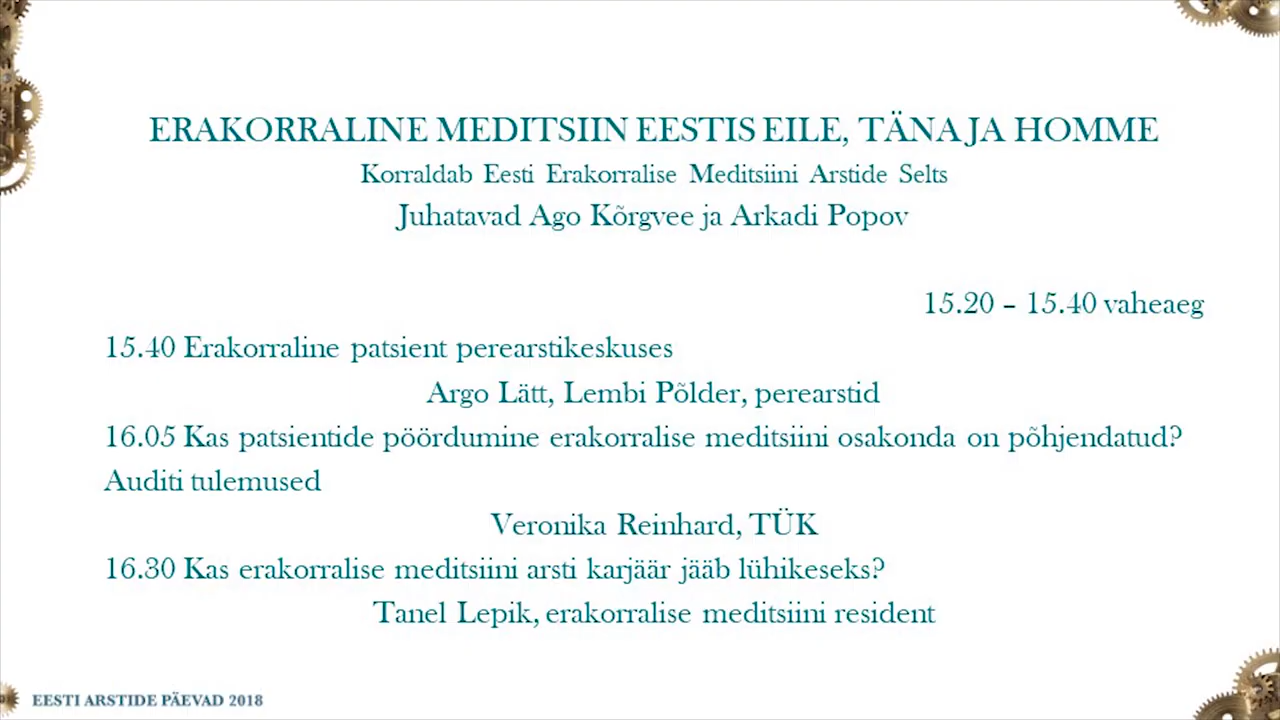 ERAKORRALINE MEDITSIIN EESTIS EILE, TÄNA JA HOMME
Korraldab Eesti Erakorralise Meditsiini Arstide Selts
Juhatavad Ago Kõrgvee ja Arkadi Popov
15.20 – 15.40 vaheaeg
15.40 Erakorraline patsient perearstikeskuses
Argo Lätt, Lembi Põlder, perearstid
16.05 Kas patsientide pöördumine erakorralise meditsiini osakonda on põhjendatud?
Auditi tulemused
Veronika Reinhard, TÜK
16.30 Kas erakorralise meditsiini arsti karjäär jääb lühikeseks?
Tanel Lepik, erakorralise meditsiini resident
EESTI ARSTIDE PÄEVAD 2018